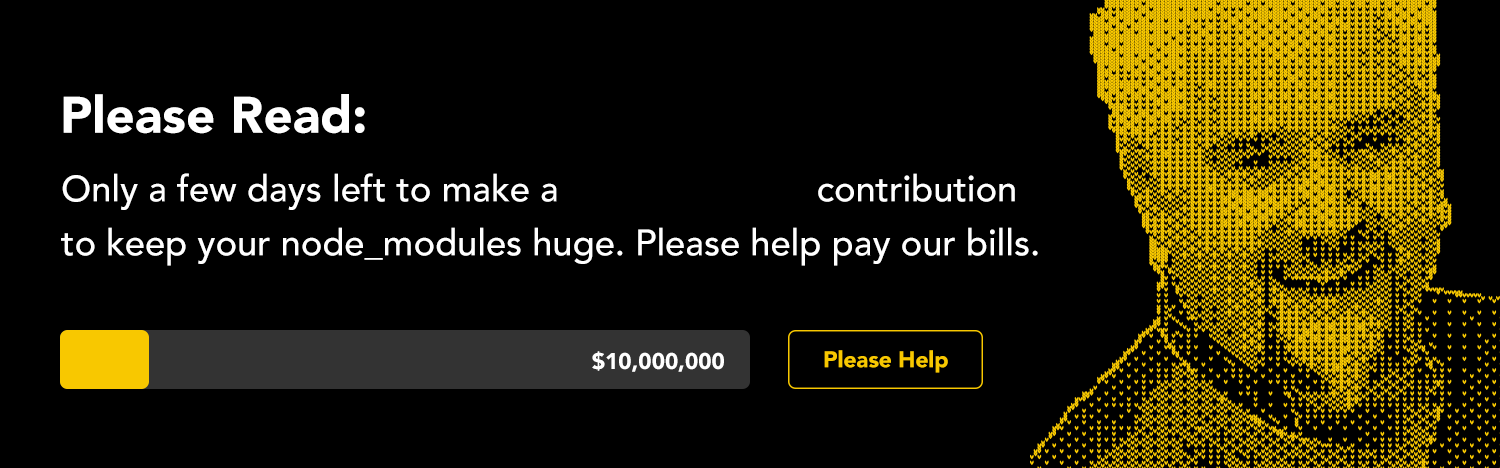 Please Read:
Only a few days left to make a contribution
to keep your node_modules huge. Please help pay our bills.
$10,000,000
Please Help